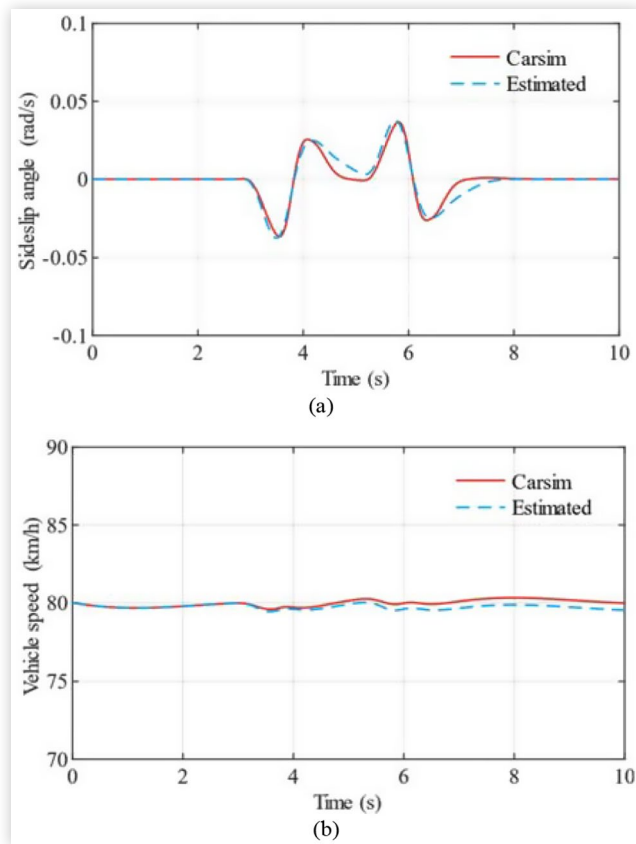 0.1
0.05
0
-0.05
-0.1
Sideslip angle (rad/s)
Carsim
Estimated
0 2 4 6 8 10
Time (s)
(a)
90
85
80
75
70
Vehicle speed (km/h)
Carsim
Estimated
0 2 4 6 8 10
Time (s)
(b)